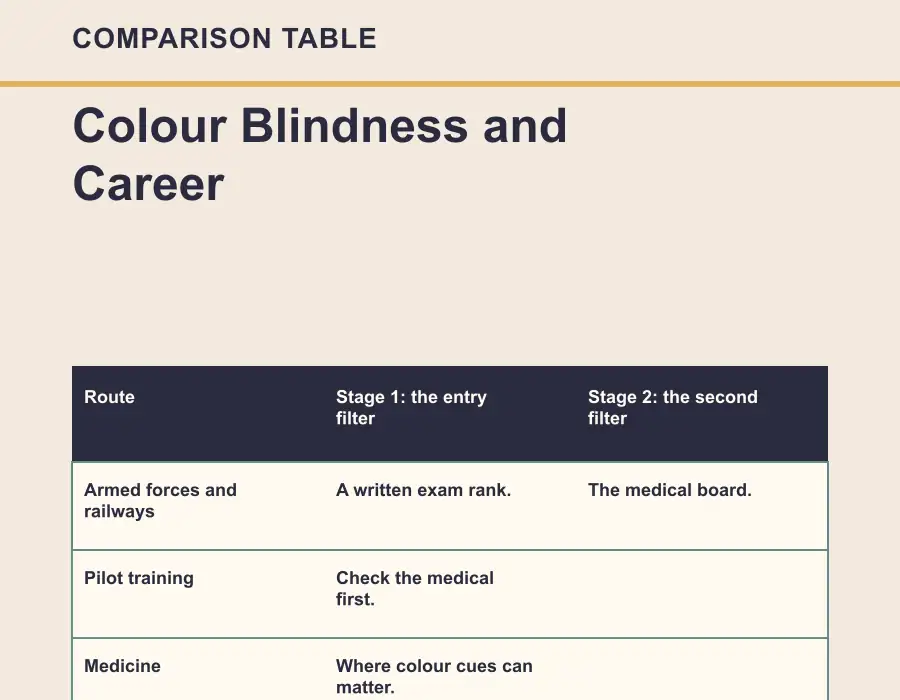 COMPARISON TABLE
Colour Blindness and
Career
Route
Stage 1: the entry
filter
Stage 2: the second
filter
Armed forces and
railways
A written exam rank.
The medical board.
Pilot training
Check the medical
first.
Medicine
Where colour cues can
matter.